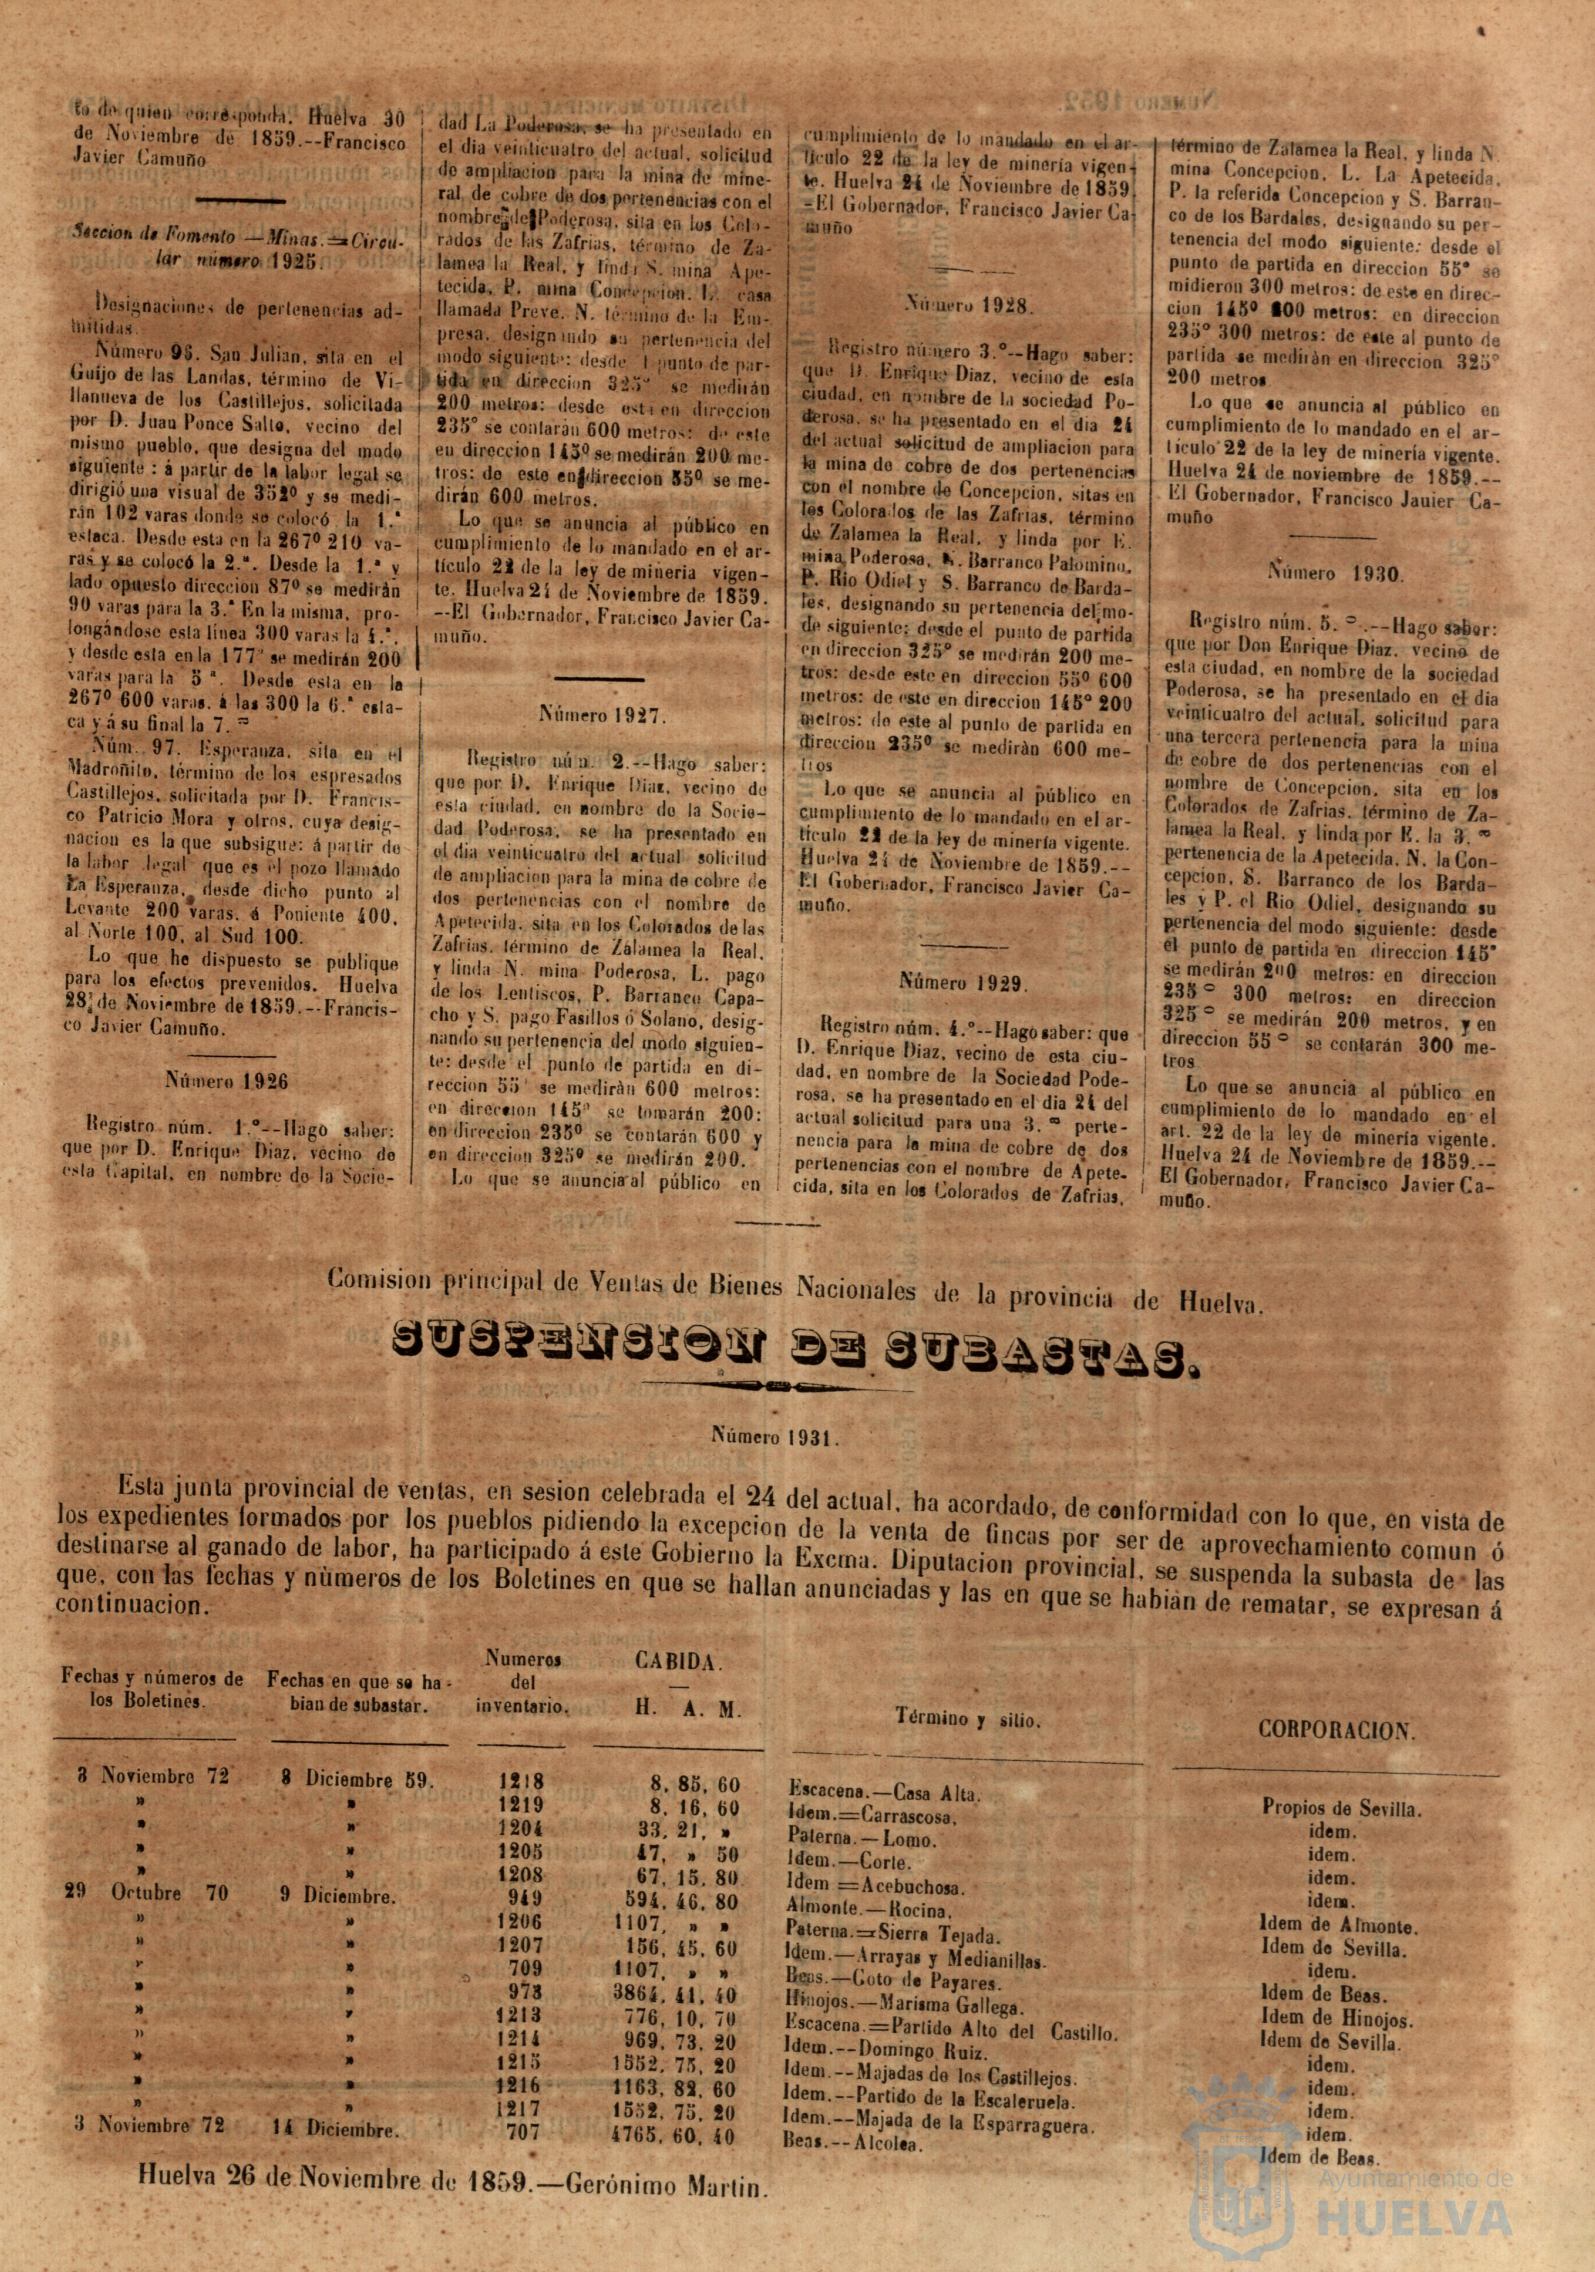 to de quien corresponda. Huelva 30
de Noviembre de 1859.--Francisco
Javier Camuño
Seccion de Fomento —Minas.=Circu-
lar número 1925.
Designaciones de pertenencias ad-
mitidas.
Número 96. San Julian, sita en el
Guijo de las Landas, término de Vi-
llanueva de los Castillejos, solicitada
por D. Juau Ponce Salto, vecino del
mismo pueblo, que designa del modo
siguiente : á partir de la labor legal se
dirigió una visual de 352º y se medi-
rán 102 varas donde se colocó la 1.ª
estaca. Desde esta en la 267º 210 va-
ras y se colocó la 2.ª. Desde la 1.ª y
lado opuesto direccion 87º se medirán
90 varas para la 3.ª En la misma, pro-
longándose esta línea 300 varas la 4.ª,
y desde esta en la 177º se medirán 200
varas para la 5ª. Desde esta en la
267º 600 varas, á las 300 la 6.ª esta-
ca y á su final la 7.ª
Núm. 97. Esperanza, sita en el
Madroñito, término de los espresados
Castillejos, solicitada por D. Francis-
co Patricio Mora y otros, cuya desig-
nacion es la que subsigue: á partir de
la labor legal que es el pozo llamado
La Esperanza, desde dicho punto al
Levante 200 varas, á Poniente 400,
al Norte 100, al Sud 100.
Lo que he dispuesto se publique
para los efectos prevenidos. Huelva
28 de Noviembre de 1859.--Francis-
co Javier Camuño.
Número 1926
Registro núm. 1.º--Hago saber:
que por D. Enrique Diaz, vecino de
esta Capital, en nombre de la Socie-
dad La Poderosa, se ha presentado en
el dia veinticuatro del actual, solicitud
de ampliacion para la mina de mine-
ral de cobre de dos pertenencias con el
nombre de Poderosa, sita en los Colo-
rados de las Zafrias, término de Za-
lamea la Real, y linda S. mina Ape-
tecida, P. mina Concepcion, L. casa
llamada Preve, N. término de la Em-
presa, designando su pertenencia del
modo siguiente: desde l punto de par-
tida en direccion 325º se medirán
200 metros: desde este en direccion
235º se contarán 600 metros: de este
en direccion 145º se medirán 200 me-
tros: de este en direccion 55º se me-
dirán 600 metros.
Lo que se anuncia al público en
cumplimiento de lo mandado en el ar-
tículo 22 de la ley de mineria vigen-
te. Huelva 24 de Noviembre de 1859.
--El Gobernador, Francisco Javier Ca-
muño.
Número 1927.
Registro núm. 2.--Hago saber:
que por D. Enrique Diaz, vecino de
esta ciudad, en nombre de la Socie-
dad Poderosa, se ha presentado en
el dia veinticuatro del actual solicitud
de ampliacion para la mina de cobre de
dos pertenencias con el nombre de
Apetecida, sita en los Colorados de las
Zafrias, término de Zalamea la Real,
y linda N. mina Poderosa, L. pago
de los Lentiscos, P. Barranco Capa-
cho y S. pago Fasillos ó Solano, desig-
nando su pertenencia del modo siguien-
te: desde el punto de partida en di-
reccion 55º se medirán 600 metros:
en direccion 145º se tomarán 200:
en direccion 235º se contarán 600 y
en direccion 325º se medirán 200.
Lo que se anuncia al público en
cumplimiento de lo mandado en el ar-
tículo 22 de la ley de minería vigen-
te. Huelva 24 de Noviembre de 1859.
-El Gobernador, Francisco Javier Ca-
muño
Número 1928.
Registro número 3.º--Hago saber:
que D. Enrique Diaz, vecino de esta
ciudad, en nombre de la sociedad Po-
derosa, se ha presentado en el dia 24
del actual solicitud de ampliacion para
la mina de cobre de dos pertenencias
con el nombre de Concepcion, sitas en
los Colorados de las Zafrias, término
de Zalamea la Real, y linda por E.
mina Poderosa, N. Barranco Palomino,
P. Rio Odiel y S. Barranco de Barda-
les, designando su pertenencia del mo-
do siguiente: desde el punto de partida
en direccion 325º se medirán 200 me-
tros: desde este en direccion 55º 600
metros: de este en direccion 145º 200
metros: de este al punto de partida en
direccion 235º se medirán 600 me-
tros
Lo que se anuncia al público en
cumplimiento de lo mandado en el ar-
tículo 22 de la ley de minería vigente.
Huelva 24 de Noviembre de 1859.--
El Gobernador, Francisco Javier Ca-
muño.
Número 1929.
Registro núm. 4.º--Hago saber: que
D. Enrique Diaz, vecino de esta ciu-
dad, en nombre de la Sociedad Pode-
rosa, se ha presentado en el dia 24 del
actual solicitud para una 3.ª perte-
nencia para la mina de cobre de dos
pertenencias con el nombre de Apete-
cida, sita en los Colorados de Zafrias,
término de Zalamea la Real, y linda N.
mina Concepcion, L. La Apetecida,
P. la referida Concepcion y S. Barran-
co de los Bardales, designando su per-
tenencia del modo siguiente: desde el
punto de partida en direccion 55º se
midieron 300 metros: de este en direc-
cion 145º 200 metros: en direccion
235º 300 metros: de este al punto de
partida se medirán en direccion 325º
200 metros
Lo que se anuncia al público en
cumplimiento de lo mandado en el ar-
tículo 22 de la ley de minería vigente.
Huelva 24 de noviembre de 1859.--
El Gobernador, Francisco Jauier Ca-
muño
Número 1930.
Registro núm. 5.º.--Hago saber:
que por Don Enrique Diaz, vecino de
esta ciudad, en nombre de la sociedad
Poderosa, se ha presentado en el dia
veinticuatro del actual, solicitud para
una tercera pertenencia para la mina
de cobre de dos pertenencias con el
nombre de Concepcion, sita en los
Colorados de Zafrias, término de Za-
lamea la Real, y linda por E. la 3.ª
pertenencia de la Apetecida, N. la Con-
cepcion, S. Barranco de los Barda-
les y P. el Rio Odiel, designando su
pertenencia del modo siguiente: desde
el punto de partida en direccion 145º
se medirán 200 metros: en direccion
235º 300 metros: en direccion
325º se medirán 200 metros, y en
direccion 55º se contarán 300 me-
tros
Lo que se anuncia al público en
cumplimiento de lo mandado en el
art. 22 de la ley de minería vigente.
Huelva 24 de Noviembre de 1859.--
El Gobernador, Francisco Javier Ca-
muño.
Comision principal de Ventas de Bienes Nacionales de la provincia de Huelva.
SUSPENSION DE SUBASTAS.
Número 1931.
Esta junta provincial de ventas, en sesion celebrada el 24 del actual, ha acordado, de conformidad con lo que, en vista de
los expedientes formados por los pueblos pidiendo la excepcion de la venta de fincas por ser de aprovechamiento comun ó
destinarse al ganado de labor, ha participado á este Gobierno la Excma. Diputacion provincial, se suspenda la subasta de las
que, con las fechas y números de los Boletines en que se hallan anunciadas y las en que se habian de rematar, se expresan á
continuacion.
Fechas y números de los Boletines. Fechas en que se ha-bian de subastar. Numeros del inventario. CABIDA. H. A. M. Término y sitio. CORPORACION.
3 Noviembre 72 8 Diciembre 59. 1218 8, 85, 60 Escacena.—Casa Alta. Propios de Sevilla.
» » 1219 8, 16, 60 Idem.=Carrascosa. idem.
» » 1204 33, 21, » Paterna.—Lomo. idem.
» » 1205 47, » 50 Idem.—Corte. idem.
» » 1208 67, 15, 80 Idem =Acebuchosa. idem.
29 Octubre 70 9 Diciembre. 949 594, 46, 80 Almonte.—Rocina. Idem de Almonte.
» » 1206 1107, » » Paterna.=Sierra Tejada. Idem de Sevilla.
» » 1207 156, 45, 60 Idem.—Arrayas y Medianillas. idem.
» » 709 1107, » » Beas.—Coto de Payares. Idem de Beas.
» » 973 3864, 41, 40 Hinojos.—Marisma Gallega. Idem de Hinojos.
» » 1213 776, 10, 70 Escacena.=Partido Alto del Castillo. Idem de Sevilla.
» » 1214 969, 73, 20 Idem.--Domingo Ruiz. idem.
» » 1215 1552, 75, 20 Idem.--Majadas de los Castillejos. idem.
» » 1216 1163, 82, 60 Idem.--Partido de la Escaleruela. idem.
» » 1217 1552, 75, 20 Idem.--Majada de la Esparraguera. idem.
3 Noviembre 72 14 Diciembre. 707 4765, 60, 40 Beas.--Alcolea. Idem de Beas.
Huelva 26 de Noviembre de 1859.—Gerónimo Martin.
Ayuntamiento de
HUELVA